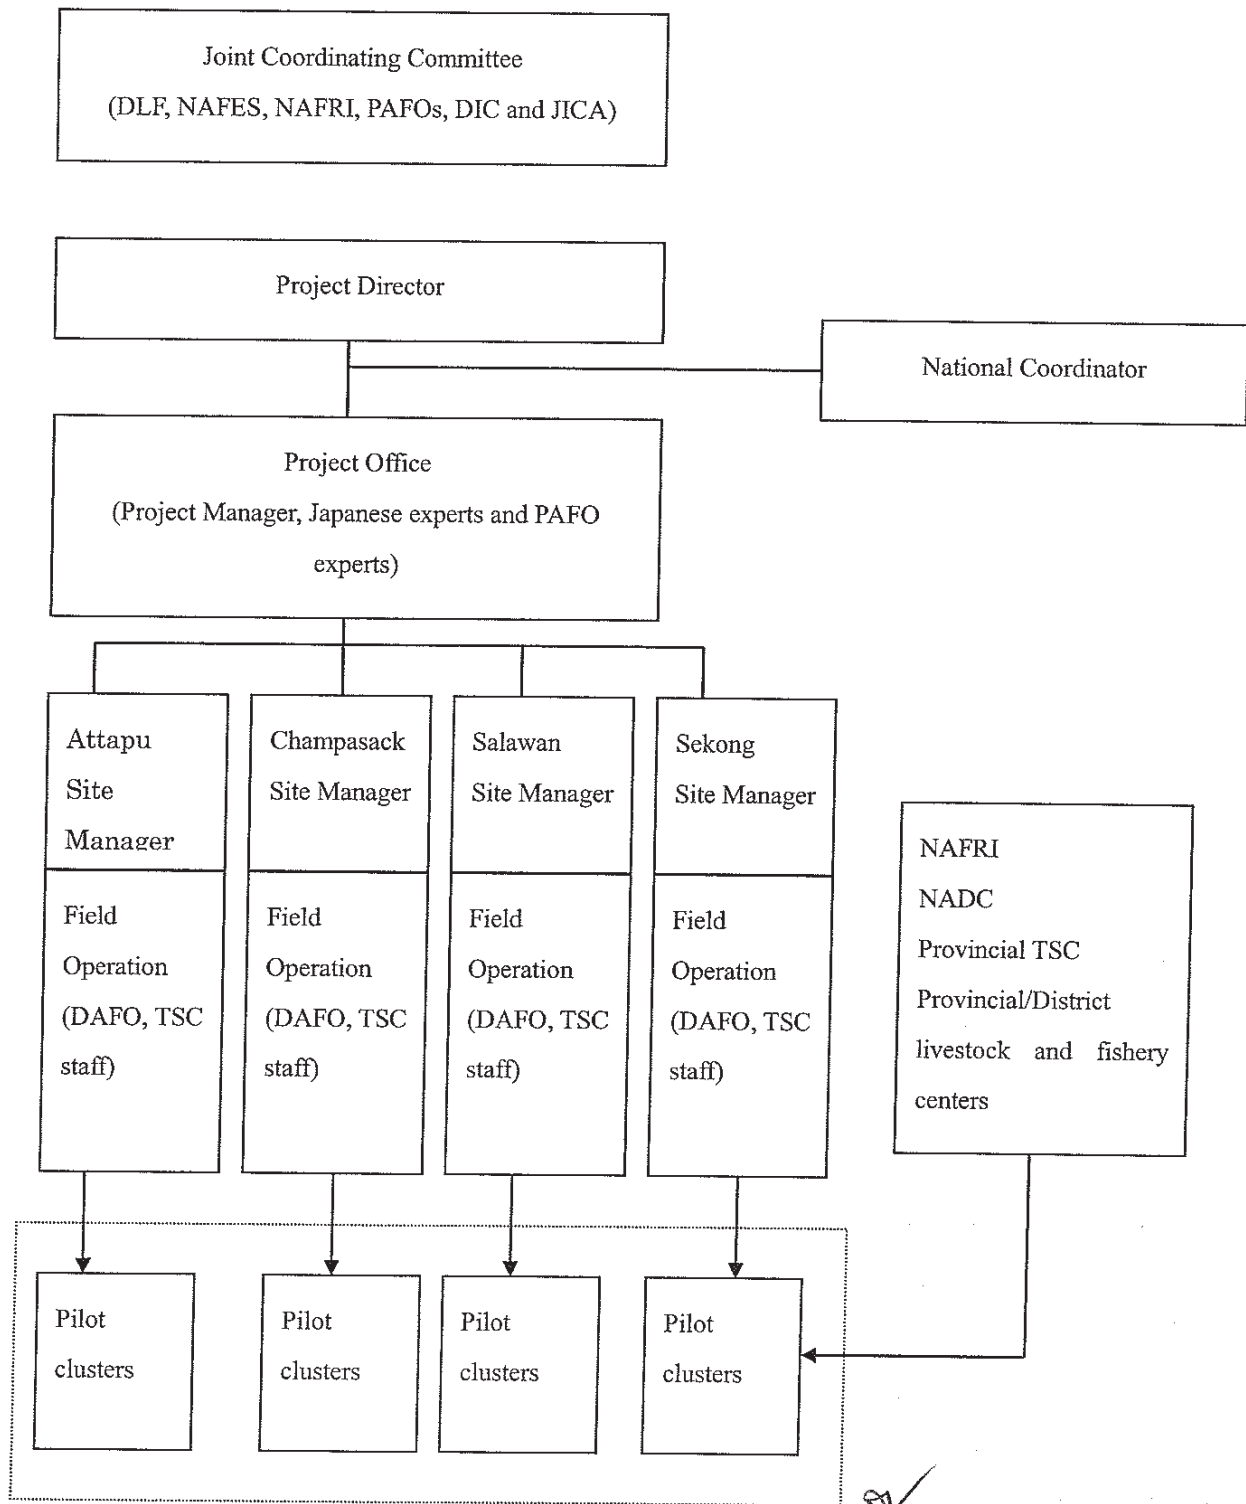 Joint Coordinating Committee
(DLF, NAFES, NAFRI, PAFOs, DIC and JICA)
Project Director
National Coordinator
Project Office
(Project Manager, Japanese experts and PAFO
experts)
Attapu
Site
Manager
Champasack
Site Manager
Salawan
Site Manager
Sekong
Site Manager
Field
Operation
(DAFO, TSC
staff)
Field
Operation
(DAFO, TSC
staff)
Field
Operation
(DAFO, TSC
staff)
Field
Operation
(DAFO, TSC
staff)
NAFRI
NADC
Provincial TSC
Provincial/District
livestock and fishery
centers
Pilot
clusters
Pilot
clusters
Pilot
clusters
Pilot
clusters